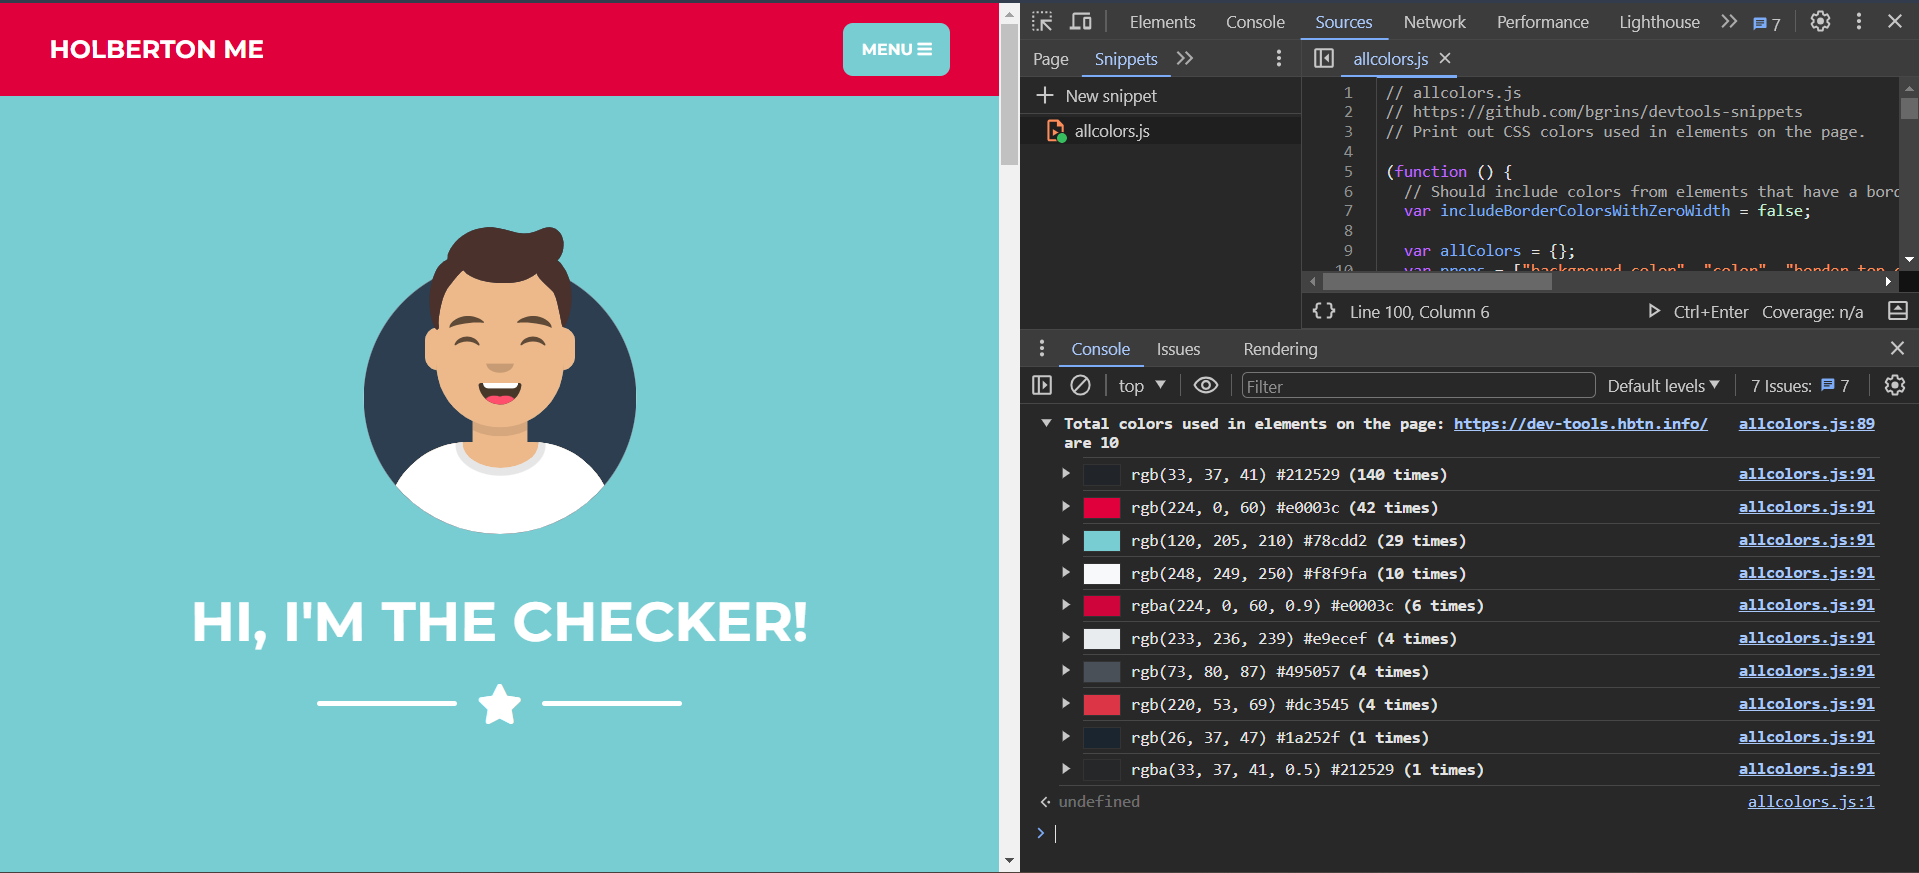 HOLBERTON ME
MENU
HI, I'M THE CHECKER!
Elements Console Sources Network Performance Lighthouse 7
Page Snippets
allcolors.js
New snippet
allcolors.js
1 // allcolors.js
2 // https://github.com/bgrins/devtools-snippets
3 // Print out CSS colors used in elements on the page.
4
5 (function () {
6 // Should include colors from elements that have a bord
7 var includeBorderColorsWithZeroWidth = false;
8
9 var allColors = {};
10 var props = ["background-color", "color", "border-top-c
{} Line 100, Column 6 Ctrl+Enter Coverage: n/a
Console Issues Rendering
top Filter Default levels 7 Issues: 7
Total colors used in elements on the page: https://dev-tools.hbtn.info/ allcolors.js:89
are 10
rgb(33, 37, 41) #212529 (140 times) allcolors.js:91
rgb(224, 0, 60) #e0003c (42 times) allcolors.js:91
rgb(120, 205, 210) #78cdd2 (29 times) allcolors.js:91
rgb(248, 249, 250) #f8f9fa (10 times) allcolors.js:91
rgba(224, 0, 60, 0.9) #e0003c (6 times) allcolors.js:91
rgb(233, 236, 239) #e9ecef (4 times) allcolors.js:91
rgb(73, 80, 87) #495057 (4 times) allcolors.js:91
rgb(220, 53, 69) #dc3545 (4 times) allcolors.js:91
rgb(26, 37, 47) #1a252f (1 times) allcolors.js:91
rgba(33, 37, 41, 0.5) #212529 (1 times) allcolors.js:91
undefined allcolors.js:1